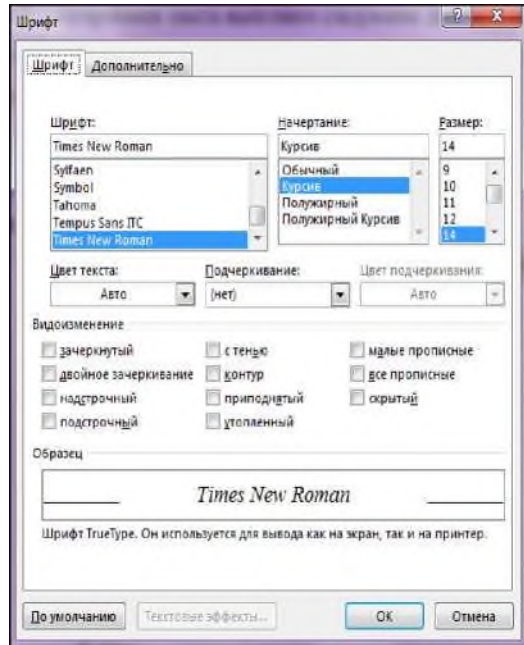 Шрифт
Шрифт Дополнительно
Шрифт: Начертание: Размер:
Times New Roman Курсив 14
Sylfaen Обычный 9
Symbol Курсив 10
Tahoma Полужирный 11
Tempus Sans ITC Полужирный Курсив 12
Times New Roman 14
Цвет текста: Подчеркивание: Цвет подчеркивания:
Авто (нет) Авто
Видоизменение
зачеркнутый с тенью малые прописные
двойное зачеркивание контур все прописные
надстрочный приподнятый скрытый
подстрочный утопленный
Образец
Times New Roman
Шрифт TrueType. Он используется для вывода как на экран, так и на принтер.
По умолчанию Текстовые эффекты... ОК Отмена